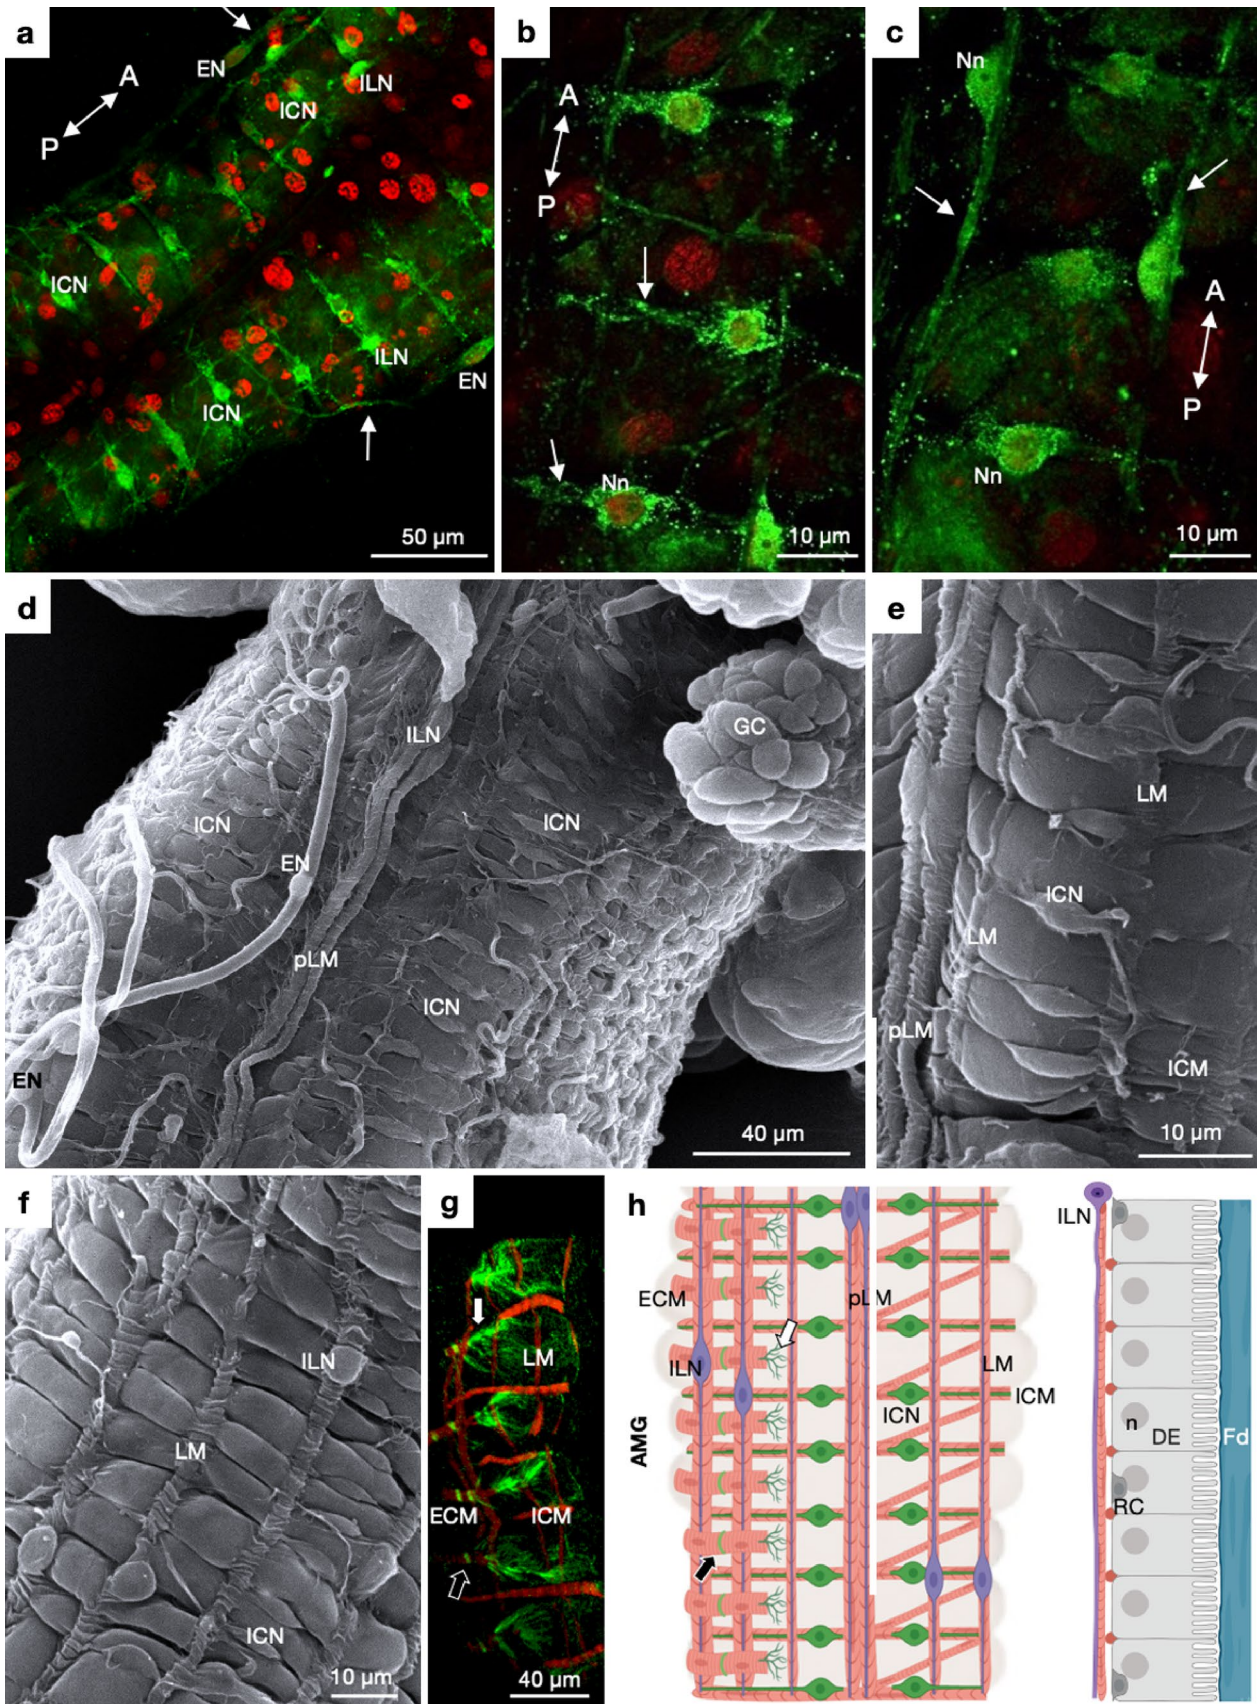 a
EN
ILN
ICN
A
P
ICN
ILN
EN
ICN
50 µm
b
A
P
Nn
10 µm
c
Nn
A
P
Nn
10 µm
d
ILN
GC
ICN
ICN
EN
pLM
ICN
EN
40 µm
e
LM
ICN
LM
pLM
ICM
10 µm
f
ILN
LM
ICN
10 µm
g
LM
ECM
ICM
40 µm
h
ILN
ECM
pLM
ILN
LM
ICM
ICN
AMG
n
DE
Fd
RC